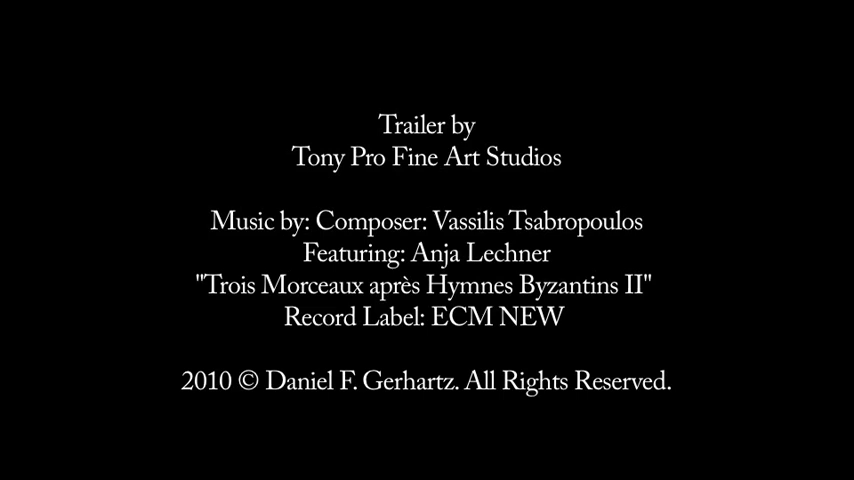 Trailer by
Tony Pro Fine Art Studios
Music by: Composer: Vassilis Tsabropoulos
Featuring: Anja Lechner
"Trois Morceaux après Hymnes Byzantins II"
Record Label: ECM NEW
2010 © Daniel F. Gerhartz. All Rights Reserved.